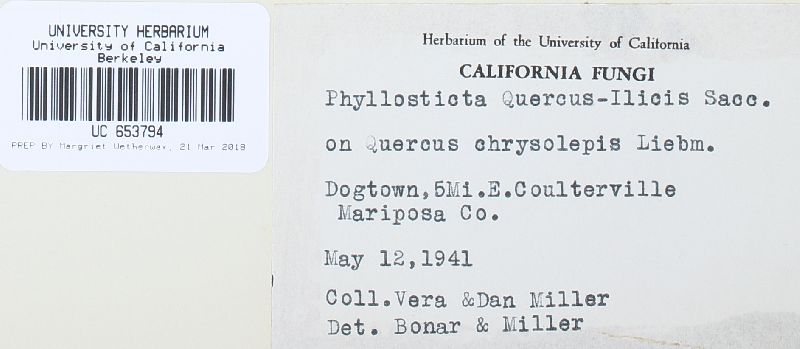 UNIVERSITY HERBARIUM
University of California
Berkeley
UC 653794
PREP BY Margriet Wetherwax, 21 Mar 2018
Herbarium of the University of California
CALIFORNIA FUNGI
Phyllosticta Quercus-Ilicis Sacc.
on Quercus chrysolepis Liebm.
Dogtown,5Mi.E.Coulterville
Mariposa Co.
May 12,1941
Coll.Vera &Dan Miller
Det. Bonar & Miller